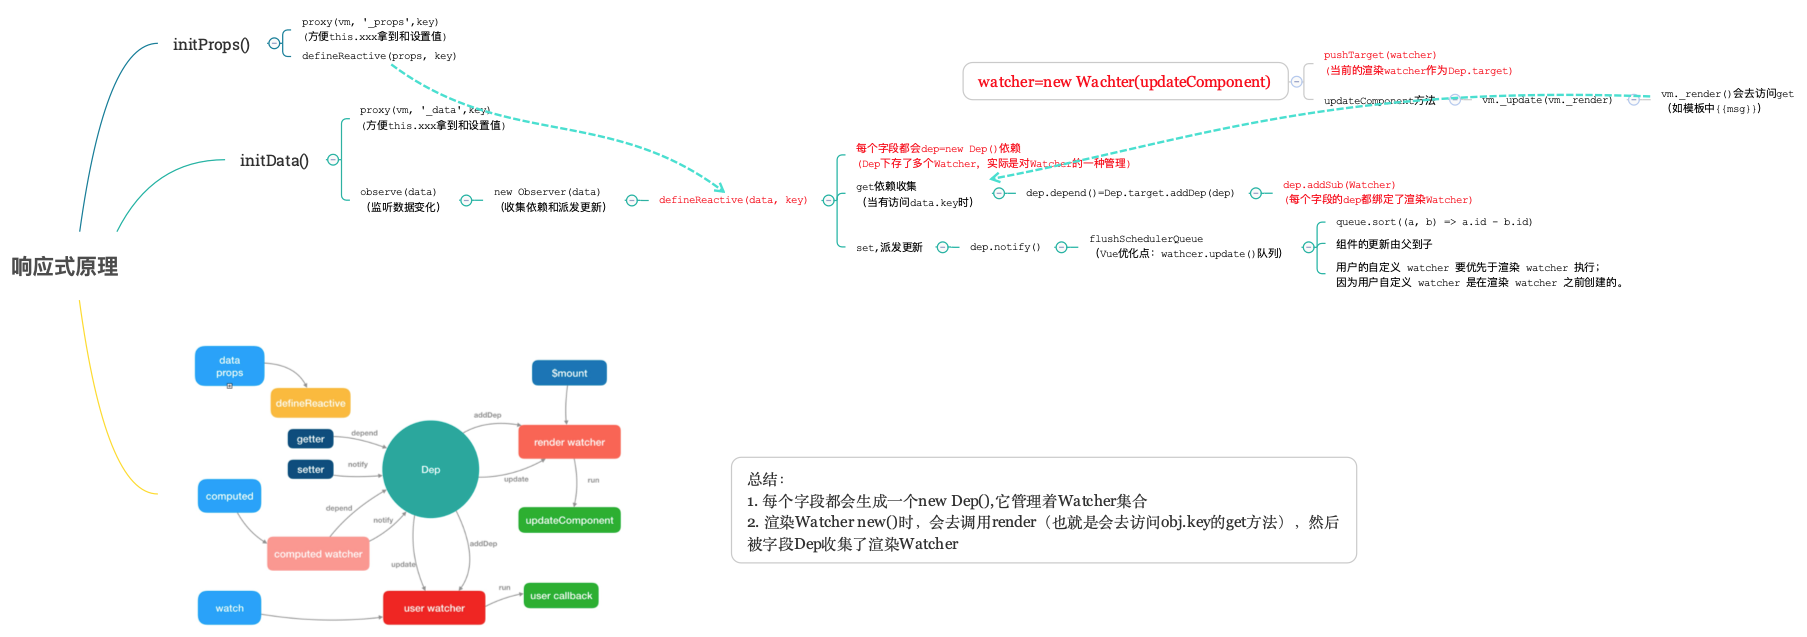 initProps()
proxy(vm, '_props',key)
(方便this.xxx拿到和设置值)
defineReactive(props, key)
watcher=new Wachter(updateComponent)
pushTarget(watcher)
(当前的渲染watcher作为Dep.target)
updateComponent方法
vm._update(vm._render)
vm._render()会去访问get
(如模板中{{msg}})
initData()
proxy(vm, '_data',key)
(方便this.xxx拿到和设置值)
observe(data)
(监听数据变化)
new Observer(data)
(收集依赖和派发更新)
defineReactive(data, key)
每个字段都会dep=new Dep()依赖
(Dep下存了多个Watcher，实际是对Watcher的一种管理)
get依赖收集
(当有访问data.key时)
dep.depend()=Dep.target.addDep(dep)
dep.addSub(Watcher)
(每个字段的dep都绑定了渲染Watcher)
set,派发更新
dep.notify()
flushSchedulerQueue
(Vue优化点：wathcer.update()队列)
queue.sort((a, b) => a.id - b.id)
组件的更新由父到子
用户的自定义 watcher 要优先于渲染 watcher 执行；
因为用户自定义 watcher 是在渲染 watcher 之前创建的。
响应式原理
data
props
defineReactive
getter
setter
depend
notify
Dep
addDep
update
$mount
render watcher
run
updateComponent
computed
computed watcher
depend
notify
update
addDep
watch
user watcher
run
user callback
总结：
1. 每个字段都会生成一个new Dep(),它管理着Watcher集合
2. 渲染Watcher new()时，会去调用render（也就是会去访问obj.key的get方法），然后
被字段Dep收集了渲染Watcher